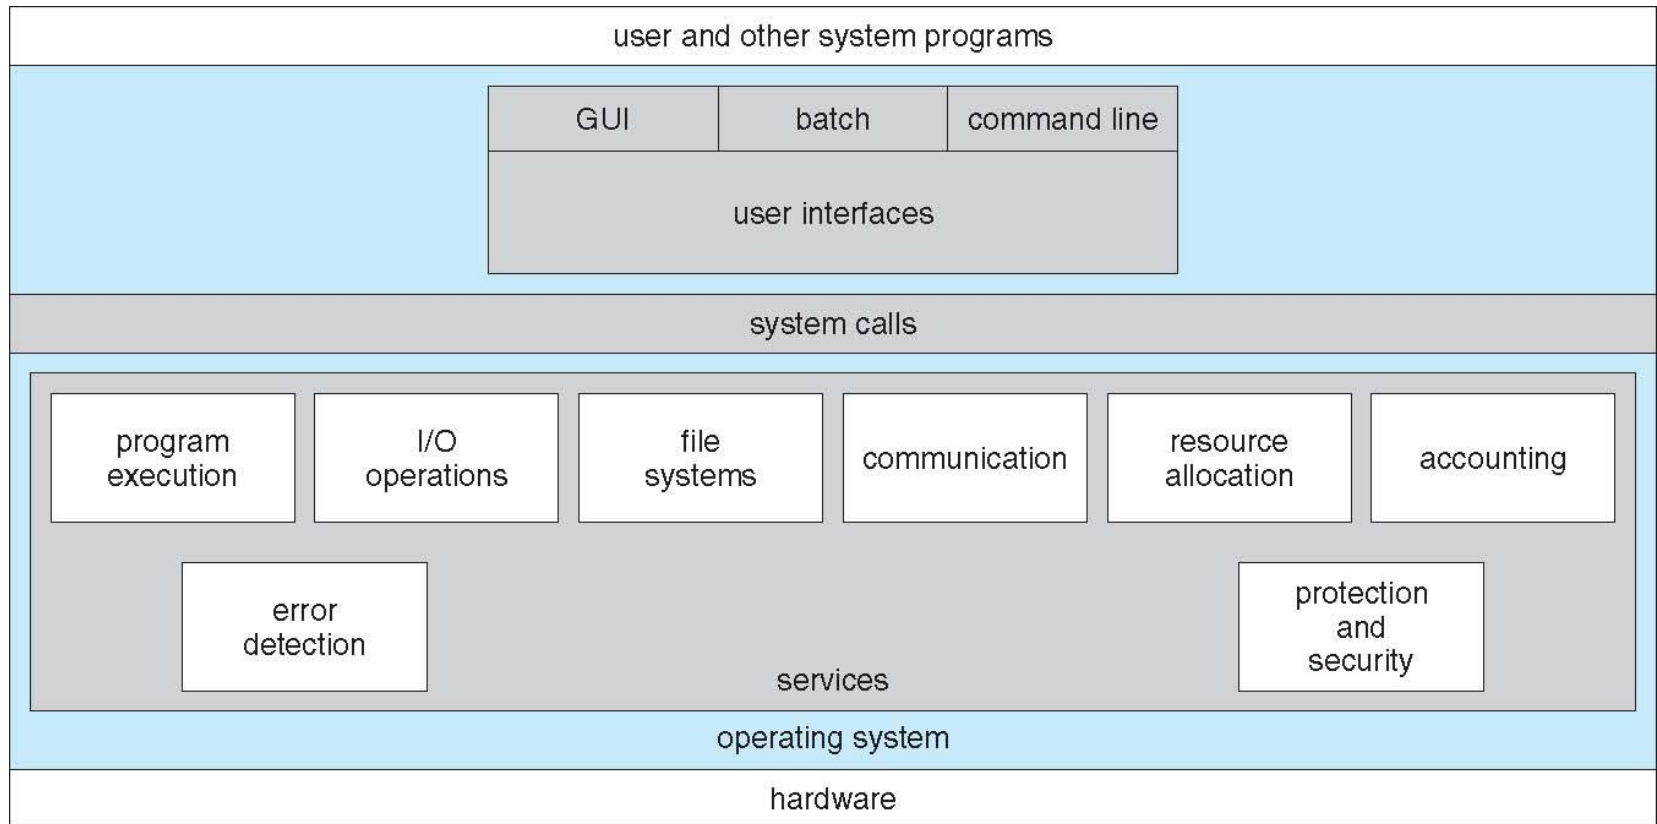 user and other system programs
GUI
batch
command line
user interfaces
system calls
program
execution
I/O
operations
file
systems
communication
resource
allocation
accounting
error
detection
protection
and
security
services
operating system
hardware